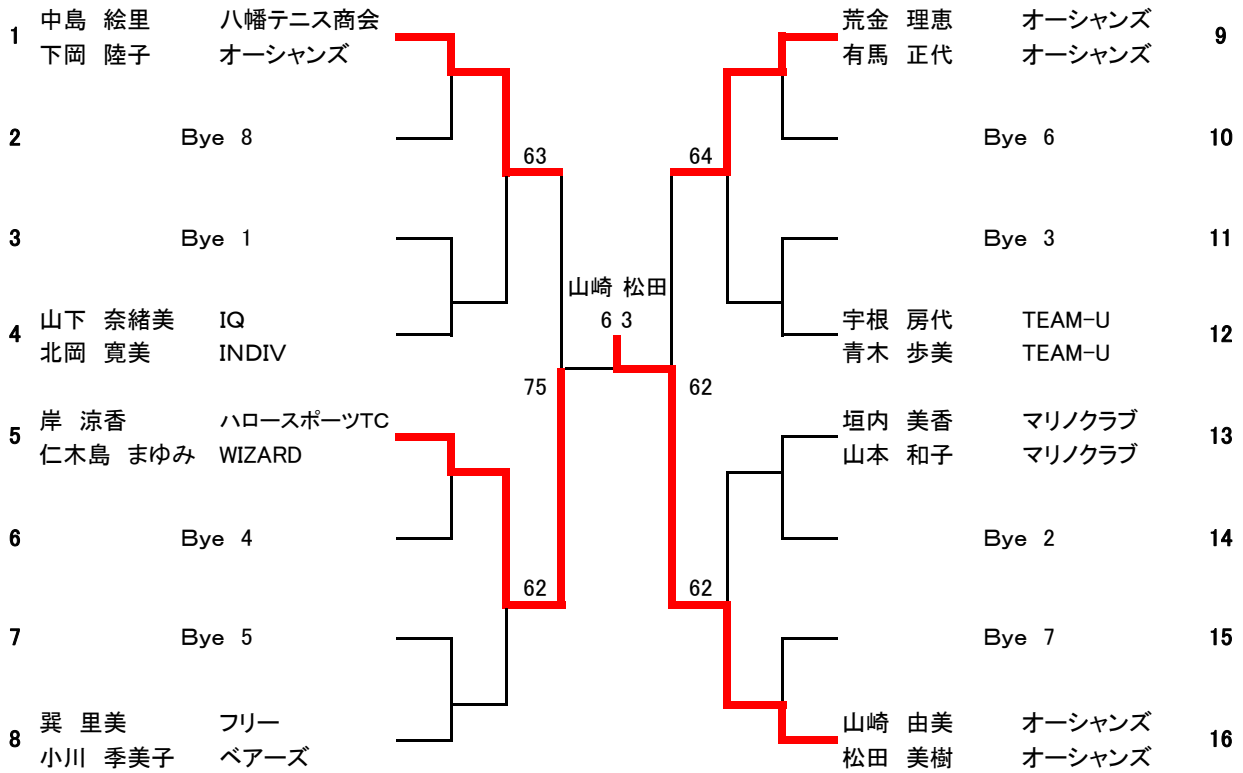 1 中島 絵里 八幡テニス商会
下岡 陸子 オーシャンズ
2 Bye 8
63
3 Bye 1
4 山下 奈緒美 IQ
北岡 寛美 INDIV
75
5 岸 涼香 ハロースポーツTC
仁木島 まゆみ WIZARD
6 Bye 4
62
7 Bye 5
8 巽 里美 フリー
小川 季美子 ベアーズ
山崎 松田
6 3
荒金 理恵 オーシャンズ 9
有馬 正代 オーシャンズ
Bye 6 10
64
Bye 3 11
宇根 房代 TEAM-U 12
青木 歩美 TEAM-U
62
垣内 美香 マリノクラブ 13
山本 和子 マリノクラブ
Bye 2 14
62
Bye 7 15
山崎 由美 オーシャンズ 16
松田 美樹 オーシャンズ